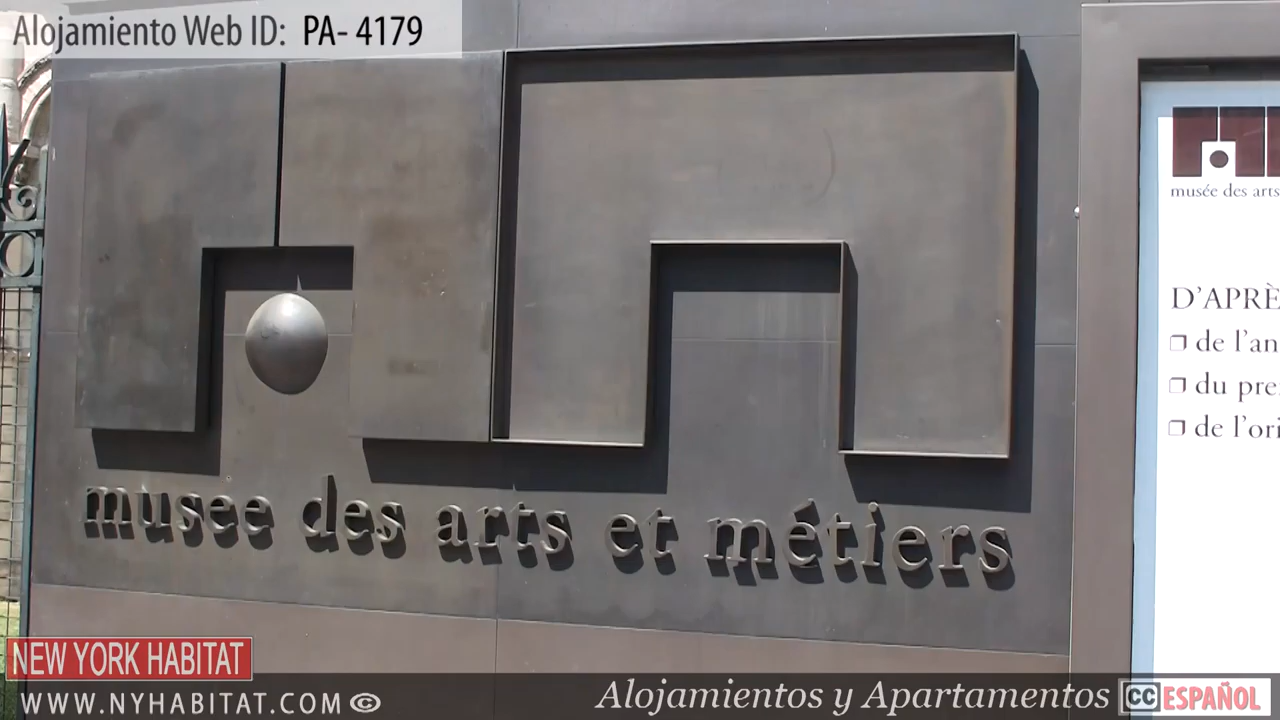 Alojamiento Web ID: PA- 4179
musée des arts
D'APRÈ
❒ de l'an
❒ du pre
❒ de l'ori
musee des arts et métiers
NEW YORK HABITAT
WWW.NYHABITAT.COM ©
Alojamientos y Apartamentos CC ESPAÑOL